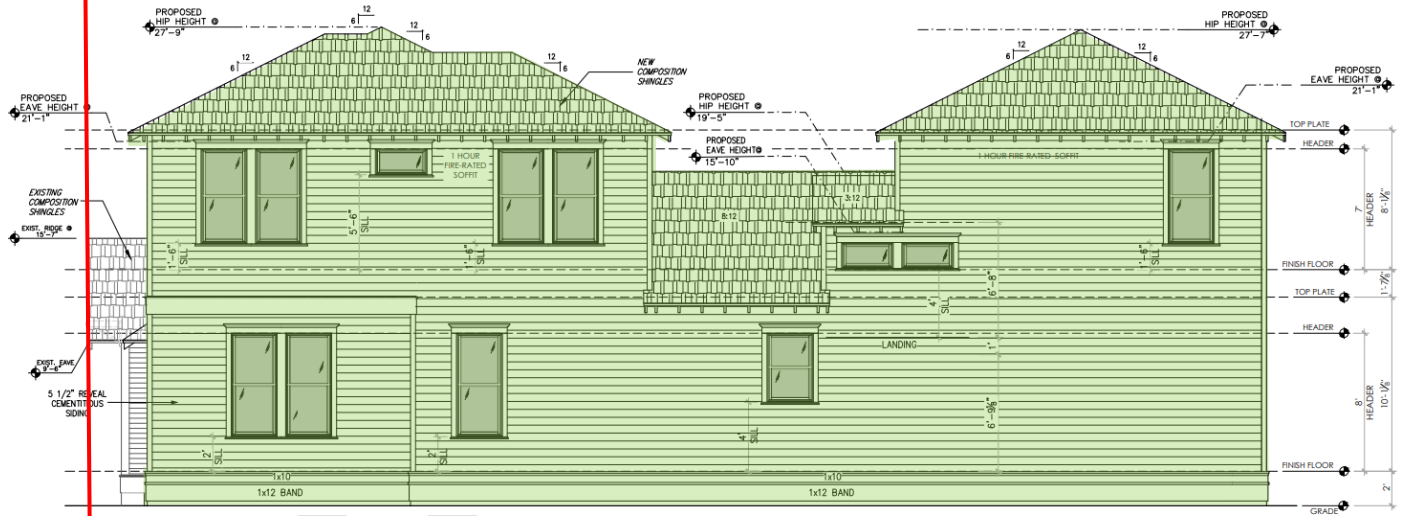 PROPOSED
HIP HEIGHT @
27'-9"
12
6
12
6
12
6
12
6
NEW
COMPOSITION
SHINGLES
PROPOSED
HIP HEIGHT @
27'-7"
12
6
12
6
PROPOSED
EAVE HEIGHT @
21'-1"
PROPOSED
EAVE HEIGHT @
21'-1"
PROPOSED
HIP HEIGHT @
19'-5"
PROPOSED
EAVE HEIGHT@
15'-10"
TOP PLATE
HEADER
1 HOUR
FIRE-RATED
SOFFIT
1 HOUR FIRE RATED SOFFIT
EXISTING
COMPOSITION
SHINGLES
EXIST. RIDGE @
15'-7"
1'-6"
SILL
5'-6"
SILL
1'-6"
SILL
8:12
3:12
1'-6"
SILL
7'
HEADER
8'-1⅛"
FINISH FLOOR
6'-8"
4'
SILL
TOP PLATE
1'-7⅞"
HEADER
LANDING
1'
EXIST. EAVE
9'-6"
5 1/2" REVEAL
CEMENTITIOUS
SIDING
2'
SILL
2'
SILL
4'
SILL
6'-9⅛"
8'
HEADER
10'-1⅛"
FINISH FLOOR
1x10
1x10
1x12 BAND
1x12 BAND
2'
GRADE